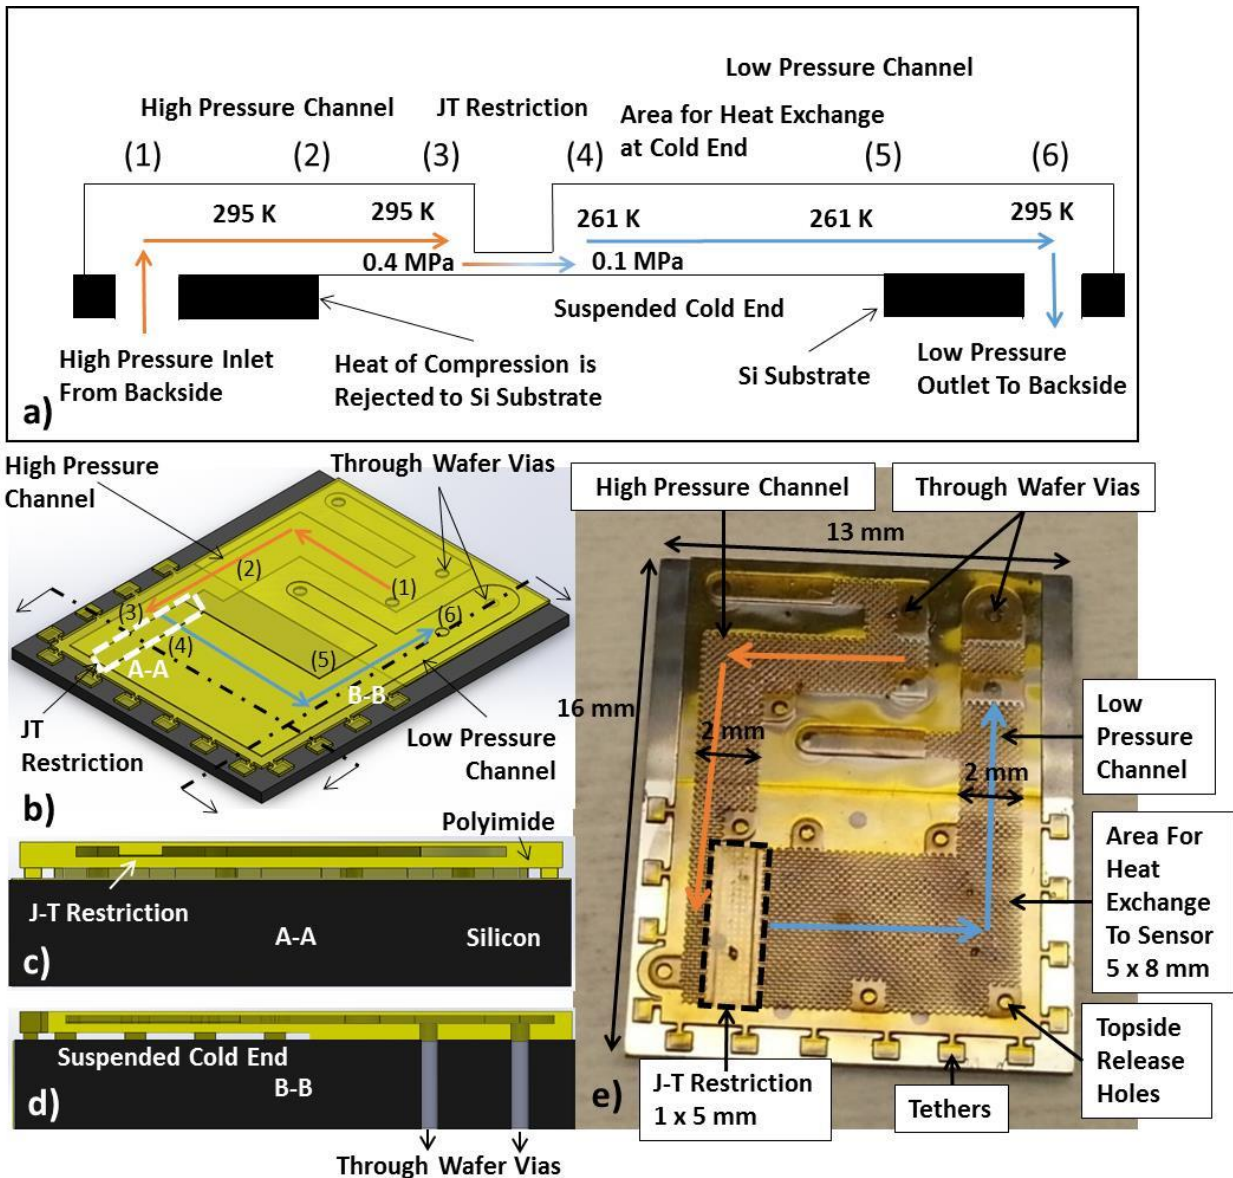 Low Pressure Channel
High Pressure Channel
JT Restriction
Area for Heat Exchange
at Cold End
(1)
(2)
(3)
(4)
(5)
(6)
295 K
295 K
261 K
261 K
295 K
0.4 MPa
0.1 MPa
Suspended Cold End
High Pressure Inlet
From Backside
Heat of Compression is
Rejected to Si Substrate
Si Substrate
Low Pressure
Outlet To Backside
a)
High Pressure
Channel
Through Wafer Vias
(1)
(2)
(3)
(4)
(5)
(6)
A-A
B-B
JT
Restriction
Low Pressure
Channel
b)
Polyimide
J-T Restriction
A-A
Silicon
c)
Suspended Cold End
B-B
d)
Through Wafer Vias
High Pressure Channel
Through Wafer Vias
13 mm
16 mm
2 mm
2 mm
Low
Pressure
Channel
Area For
Heat
Exchange
To Sensor
5 x 8 mm
Topside
Release
Holes
Tethers
J-T Restriction
1 x 5 mm
e)